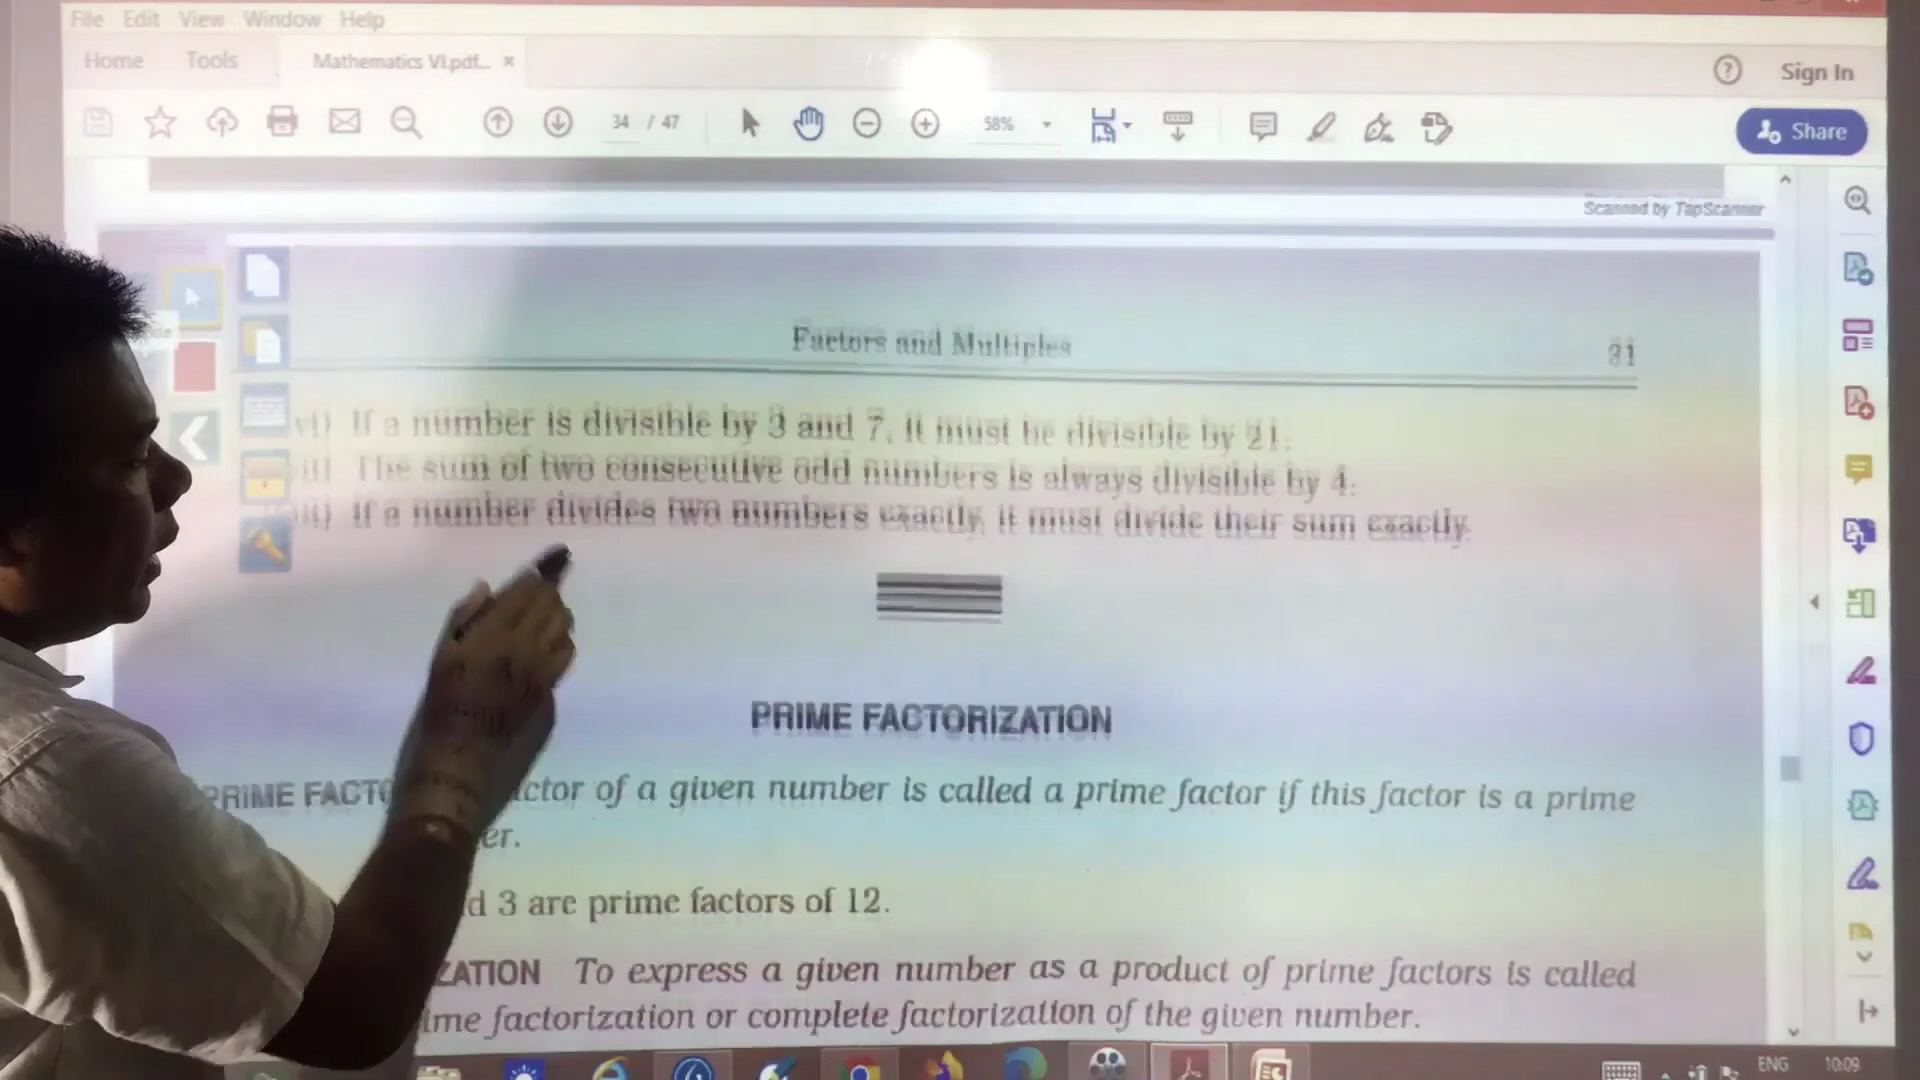 File Edit View Window Help
Home Tools Mathematics VI.pdf... ×
Sign In
34 / 47 58% Share
Scanned by TapScanner
Factors and Multiples 31
If a number is divisible by 3 and 7, it must be divisible by 21.
The sum of two consecutive odd numbers is always divisible by 4.
If a number divides two numbers exactly, it must divide their sum exactly.
PRIME FACTORIZATION
PRIME FACTO ctor of a given number is called a prime factor if this factor is a prime
er.
d 3 are prime factors of 12.
ZATION To express a given number as a product of prime factors is called
ime factorization or complete factorization of the given number.
ENG 10:09